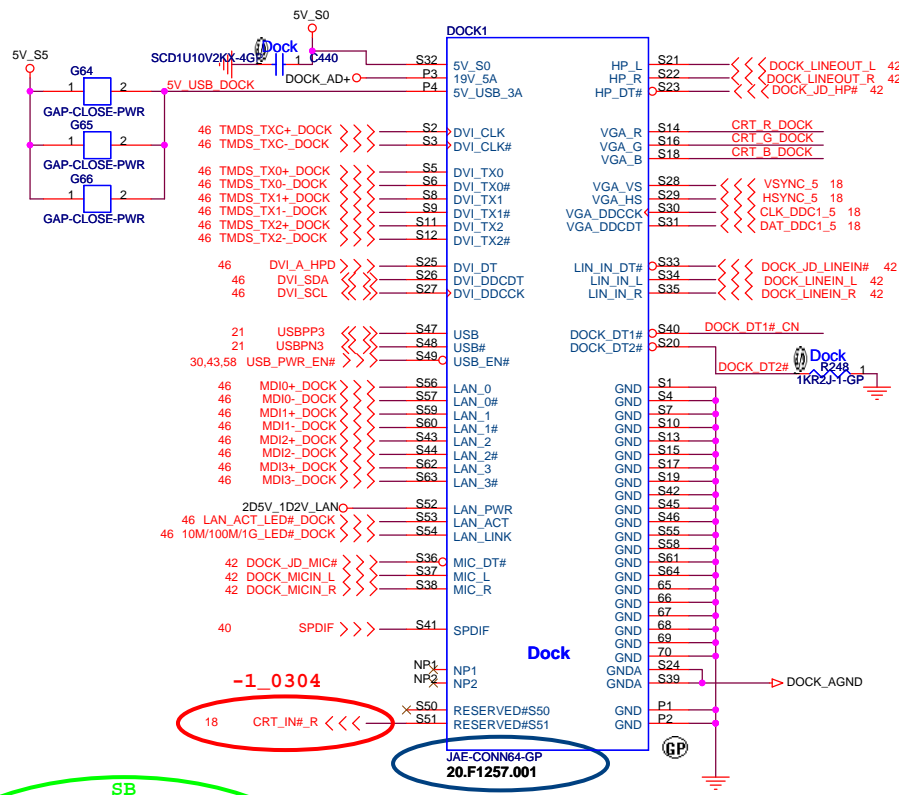 5V_S0
DOCK1
Dock
SCD1U10V2KX-4GP 1 C440
5V_S5
G64
1 2
GAP-CLOSE-PWR
G65
1 2
GAP-CLOSE-PWR
G66
1 2
GAP-CLOSE-PWR
5V_USB_DOCK
DOCK_AD+
S32 5V_S0
P3 19V_5A
P4 5V_USB_3A
46 TMDS_TXC+_DOCK S2 DVI_CLK
46 TMDS_TXC-_DOCK S3 DVI_CLK#
46 TMDS_TX0+_DOCK S5 DVI_TX0
46 TMDS_TX0-_DOCK S6 DVI_TX0#
46 TMDS_TX1+_DOCK S8 DVI_TX1
46 TMDS_TX1-_DOCK S9 DVI_TX1#
46 TMDS_TX2+_DOCK S11 DVI_TX2
46 TMDS_TX2-_DOCK S12 DVI_TX2#
46 DVI_A_HPD S25 DVI_DT
46 DVI_SDA S26 DVI_DDCDT
46 DVI_SCL S27 DVI_DDCCK
21 USBPP3 S47 USB
21 USBPN3 S48 USB#
30,43,58 USB_PWR_EN# S49 USB_EN#
46 MDI0+_DOCK S56 LAN_0
46 MDI0-_DOCK S57 LAN_0#
46 MDI1+_DOCK S59 LAN_1
46 MDI1-_DOCK S60 LAN_1#
46 MDI2+_DOCK S43 LAN_2
46 MDI2-_DOCK S44 LAN_2#
46 MDI3+_DOCK S62 LAN_3
46 MDI3-_DOCK S63 LAN_3#
2D5V_1D2V_LAN S52 LAN_PWR
46 LAN_ACT_LED#_DOCK S53 LAN_ACT
46 10M/100M/1G_LED#_DOCK S54 LAN_LINK
42 DOCK_JD_MIC# S36 MIC_DT#
42 DOCK_MICIN_L S37 MIC_L
42 DOCK_MICIN_R S38 MIC_R
40 SPDIF S41 SPDIF
Dock
NP1 NP1
NP2 NP2
-1_0304
S50 RESERVED#S50
18 CRT_IN#_R S51 RESERVED#S51
HP_L S21 DOCK_LINEOUT_L 42
HP_R S22 DOCK_LINEOUT_R 42
HP_DT# S23 DOCK_JD_HP# 42
VGA_R S14 CRT_R_DOCK
VGA_G S16 CRT_G_DOCK
VGA_B S18 CRT_B_DOCK
VGA_VS S28 VSYNC_5 18
VGA_HS S29 HSYNC_5 18
VGA_DDCCK S30 CLK_DDC1_5 18
VGA_DDCDT S31 DAT_DDC1_5 18
LIN_IN_DT# S33 DOCK_JD_LINEIN# 42
LIN_IN_L S34 DOCK_LINEIN_L 42
LIN_IN_R S35 DOCK_LINEIN_R 42
DOCK_DT1# S40 DOCK_DT1#_CN
DOCK_DT2# S20
DOCK_DT2#
Dock
R248 1
1KR2J-1-GP
GND S1
GND S4
GND S7
GND S10
GND S13
GND S15
GND S17
GND S19
GND S42
GND S45
GND S46
GND S55
GND S58
GND S61
GND S64
GND 65
GND 66
GND 67
GND 68
GND 69
GND 70
GNDA S24
GNDA S39 DOCK_AGND
GND P1
GND P2
GP
JAE-CONN64-GP
20.F1257.001
SB